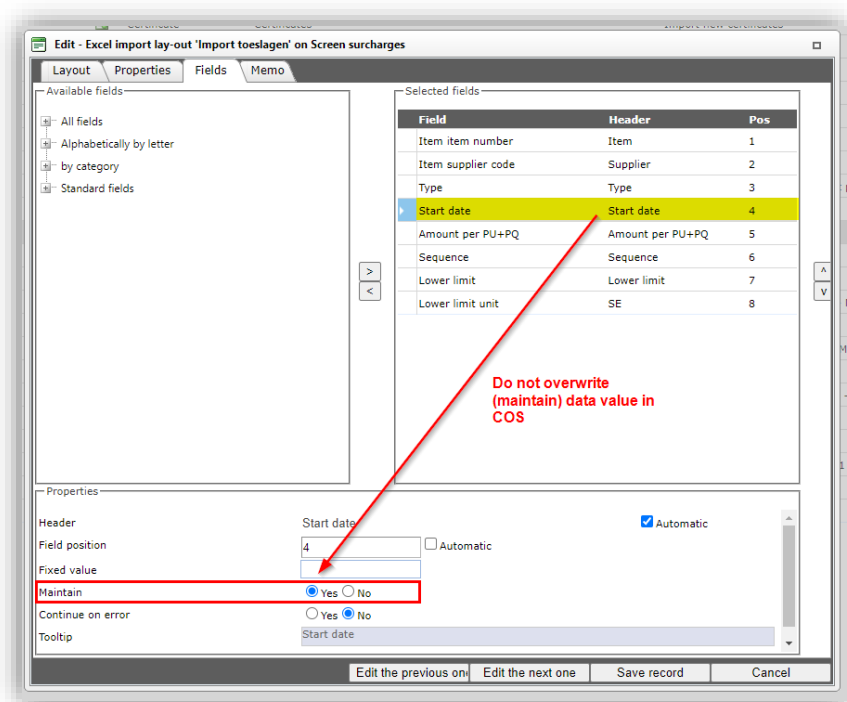 Edit - Excel import lay-out 'Import toeslagen' on Screen surcharges
Layout Properties Fields Memo
Available fields
All fields
Alphabetically by letter
by category
Standard fields
Selected fields
Field Header Pos
Item item number Item 1
Item supplier code Supplier 2
Type Type 3
Start date Start date 4
Amount per PU+PQ Amount per PU+PQ 5
Sequence Sequence 6
Lower limit Lower limit 7
Lower limit unit SE 8
>
<
^
v
Do not overwrite
(maintain) data value in
COS
Properties
Header Start date Automatic
Field position 4 Automatic
Fixed value
Maintain Yes No
Continue on error Yes No
Tooltip Start date
Edit the previous on Edit the next one Save record Cancel